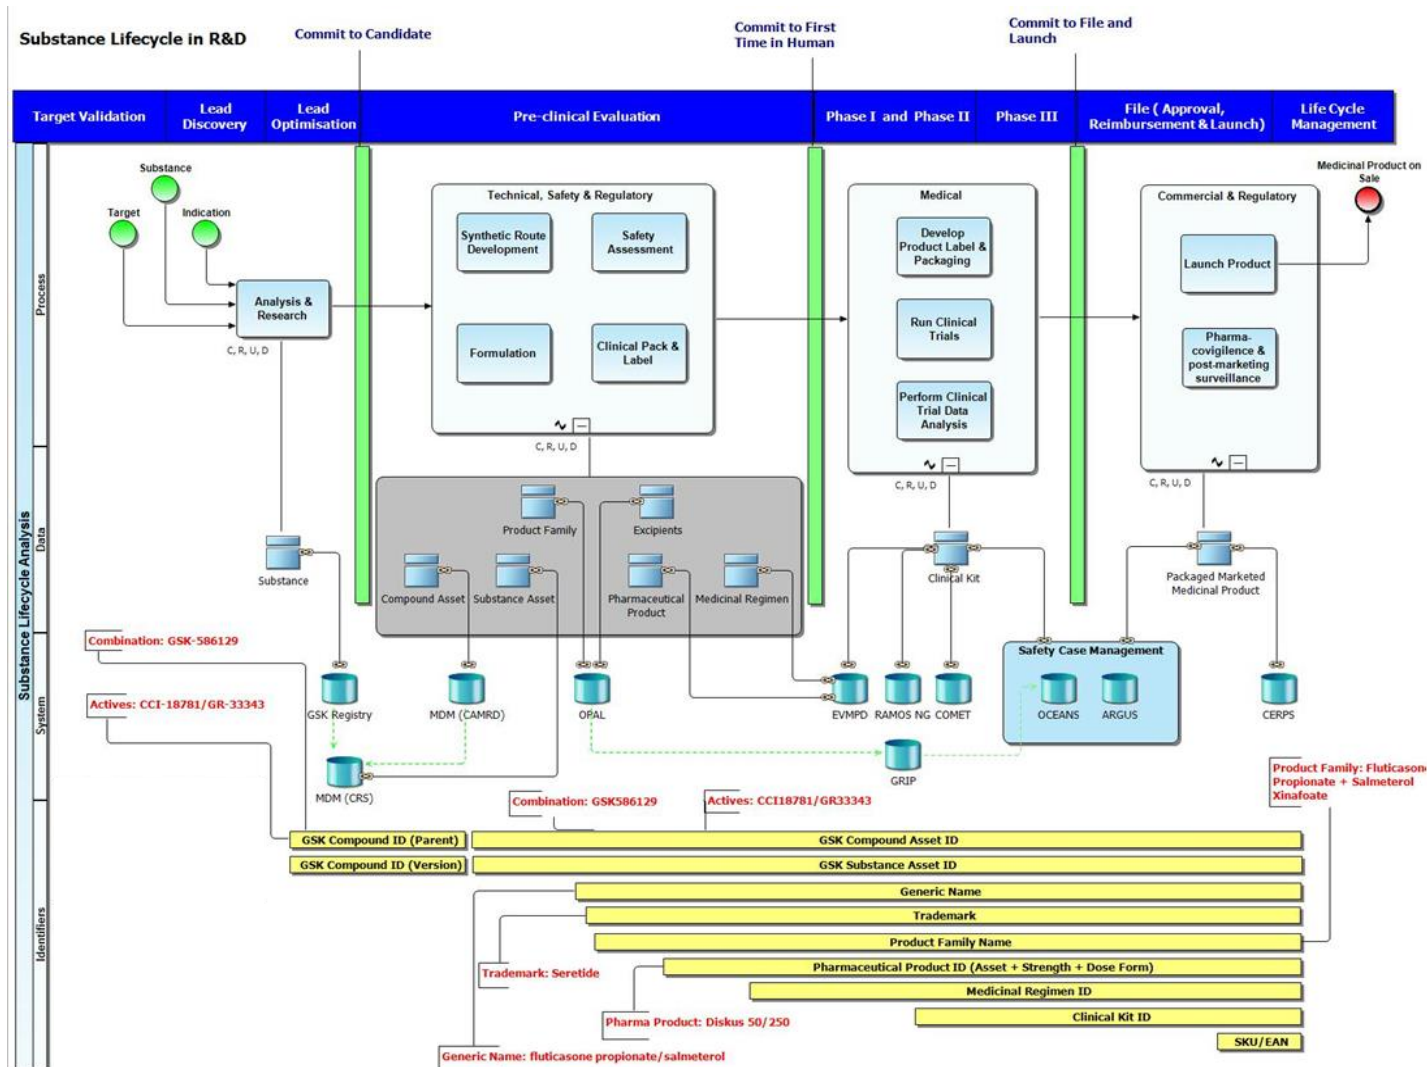 Substance Lifecycle in R&D
Commit to Candidate
Commit to First
Time in Human
Commit to File and
Launch
Target Validation
Lead
Discovery
Lead
Optimisation
Pre-clinical Evaluation
Phase I and Phase II
Phase III
File ( Approval,
Reimbursement & Launch)
Life Cycle
Management
Substance Lifecycle Analysis
Process
Substance
Target
Indication
Analysis &
Research
C, R, U, D
Technical, Safety & Regulatory
Synthetic Route
Development
Safety
Assessment
Formulation
Clinical Pack &
Label
C, R, U, D
Medical
Develop
Product Label &
Packaging
Run Clinical
Trials
Perform Clinical
Trial Data
Analysis
C, R, U, D
Commercial & Regulatory
Launch Product
Pharma-
covigilence &
post-marketing
surveillance
C, R, U, D
Medicinal Product on
Sale
Data
Substance
Product Family
Excipients
Compound Asset
Substance Asset
Pharmaceutical
Product
Medicinal Regimen
Clinical Kit
Packaged Marketed
Medicinal Product
System
Combination: GSK-586129
Actives: CCI-18781/GR-33343
GSK Registry
MDM (CAMRD)
OPAL
EVMPD
RAMOS NG
COMET
Safety Case Management
OCEANS
ARGUS
CERPS
MDM (CRS)
GRIP
Product Family: Fluticasone
Propionate + Salmeterol
Xinafoate
Identifiers
Combination: GSK586129
Actives: CCI18781/GR33343
GSK Compound ID (Parent)
GSK Compound Asset ID
GSK Compound ID (Version)
GSK Substance Asset ID
Generic Name
Trademark
Product Family Name
Trademark: Seretide
Pharmaceutical Product ID (Asset + Strength + Dose Form)
Medicinal Regimen ID
Pharma Product: Diskus 50/250
Clinical Kit ID
SKU/EAN
Generic Name: fluticasone propionate/salmeterol